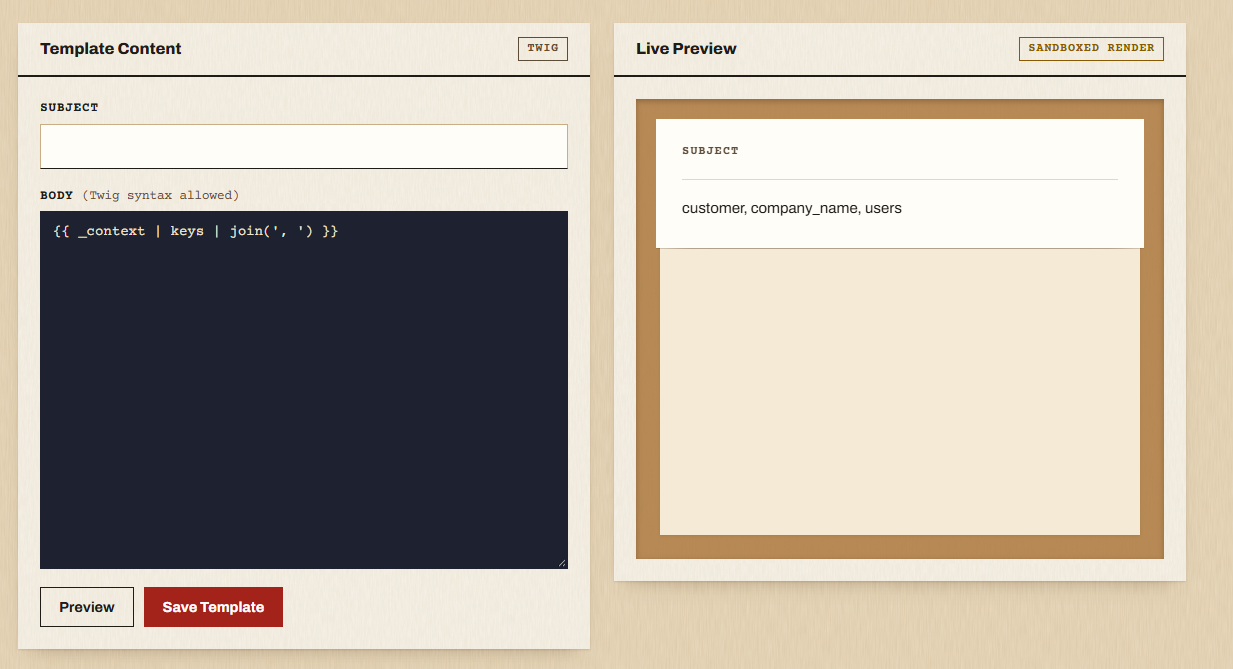 Template Content
TWIG
SUBJECT
BODY (Twig syntax allowed)
{{ _context | keys | join(', ') }}
Preview
Save Template
Live Preview
SANDBOXED RENDER
SUBJECT
customer, company_name, users